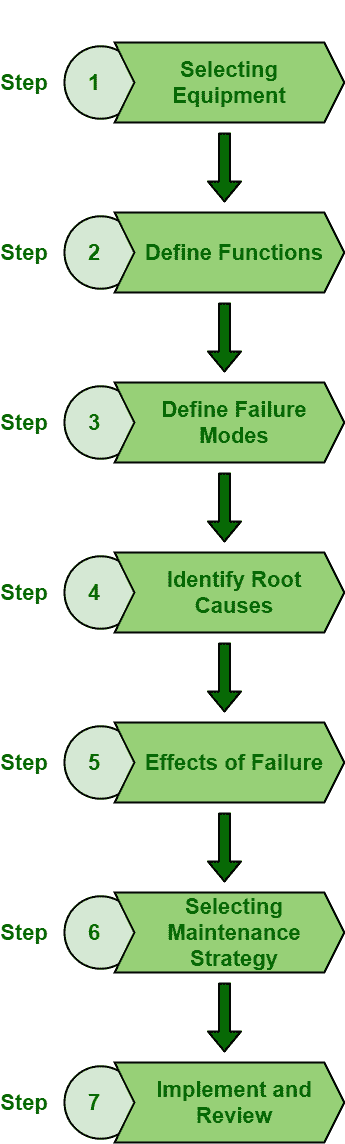 Step 1 Selecting
Equipment
Step 2 Define Functions
Step 3 Define Failure
Modes
Step 4 Identify Root
Causes
Step 5 Effects of Failure
Step 6 Selecting
Maintenance
Strategy
Step 7 Implement and
Review